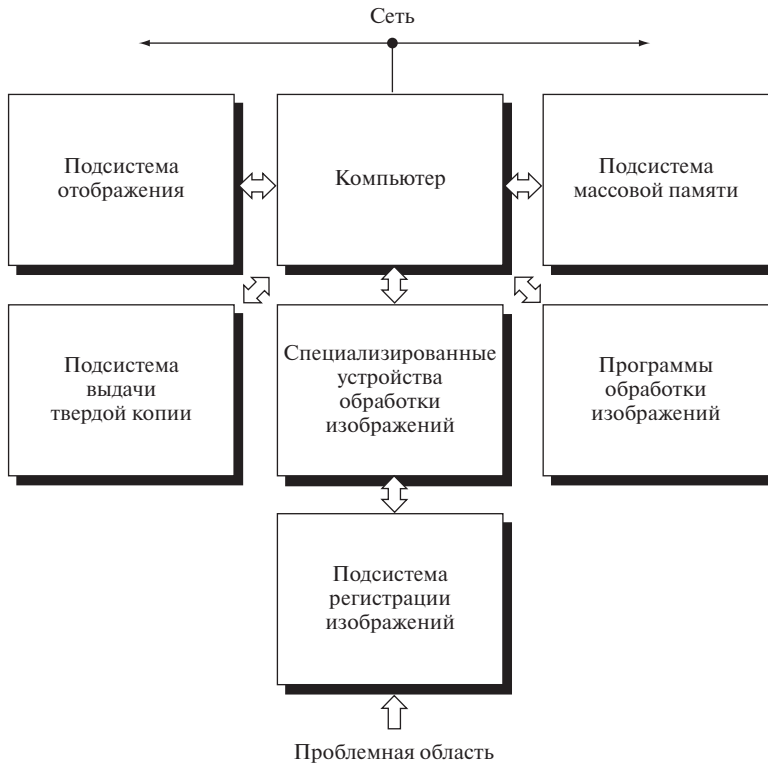 Сеть
Подсистема
отображения
Компьютер
Подсистема
массовой памяти
Подсистема
выдачи
твердой копии
Специализированные
устройства
обработки
изображений
Программы
обработки
изображений
Подсистема
регистрации
изображений
Проблемная область